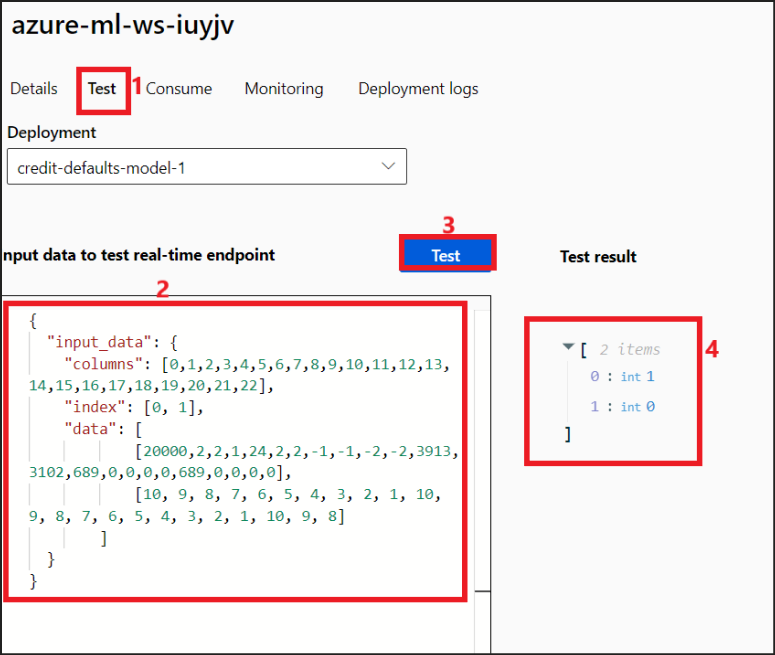 azure-ml-ws-iuyjv
Details Test 1 Consume Monitoring Deployment logs
Deployment
credit-defaults-model-1
3
nput data to test real-time endpoint Test Test result
2
{
"input_data": {
"columns": [0,1,2,3,4,5,6,7,8,9,10,11,12,13,
14,15,16,17,18,19,20,21,22],
"index": [0, 1],
"data": [
[20000,2,2,1,24,2,2,-1,-1,-2,-2,3913,
3102,689,0,0,0,0,689,0,0,0,0],
[10, 9, 8, 7, 6, 5, 4, 3, 2, 1, 10,
9, 8, 7, 6, 5, 4, 3, 2, 1, 10, 9, 8]
]
}
}
[ 2 items 4
0 : int 1
1 : int 0
]